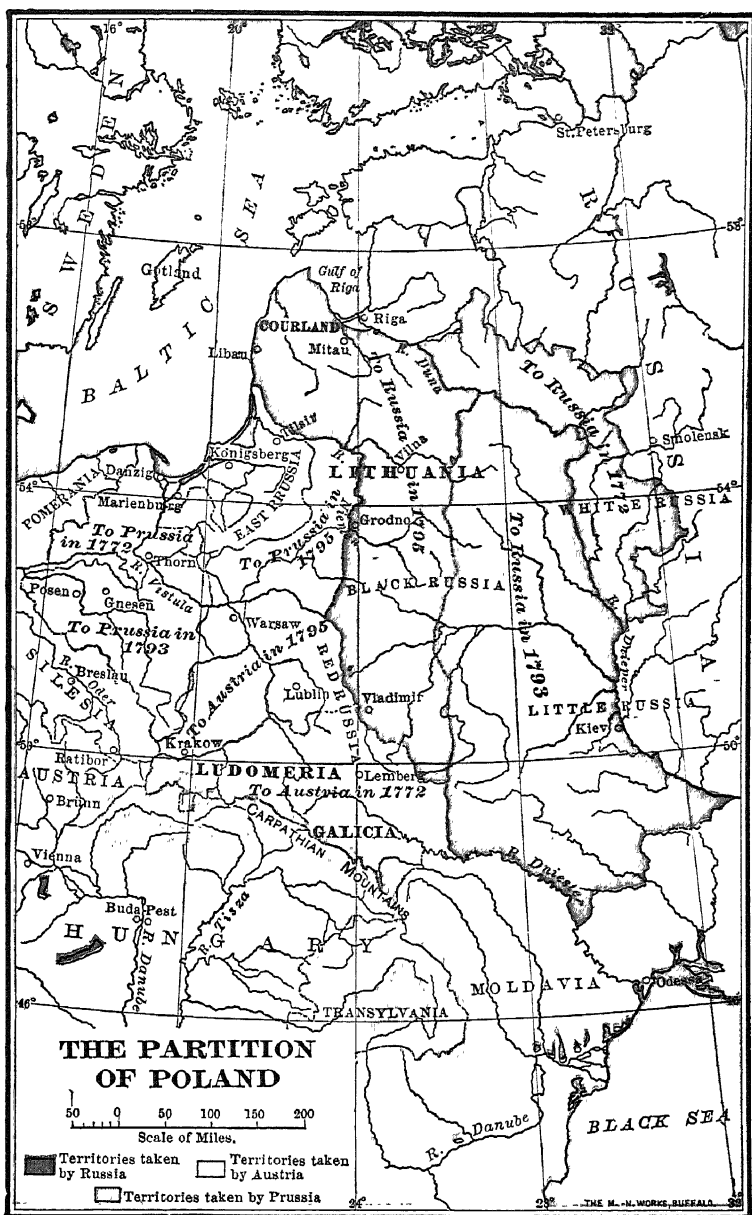 16°
20°
St. Petersburg
SWEDEN
BALTIC SEA
RUSSIA
58°
Gotland
Gulf of
Riga
COURLAND
Riga
Mitau
Libau
R. Duna
To Russia in 1795
To Russia in 1772
Tilsit
Vilna
Smolensk
Königsberg
LITHUANIA
54°
54°
Danzig
POMERANIA
Marienburg
EAST PRUSSIA
WHITE RUSSIA
To Prussia
in 1772
To Prussia in
1795
Grodno
Thorn
R. Vistula
BLACK RUSSIA
To Russia in 1793
Posen
Gnesen
To Prussia in
1793
Warsaw
To Austria in 1795
RED RUSSIA
R. Dnieper
SILESIA
R. Oder
Breslau
Lublin
Vladimir
LITTLE RUSSIA
Kiev
Krakow
50°
50°
Ratibor
LUDOMERIA
Lemberg
AUSTRIA
To Austria in 1772
Brünn
GALICIA
CARPATHIAN
MOUNTAINS
Vienna
Buda Pest
R. Tisza
HUNGARY
R. Danube
MOLDAVIA
46°
TRANSYLVANIA
THE PARTITION
OF POLAND
50 0 50 100 150 200
Scale of Miles.
BLACK SEA
R. Danube
Territories taken
by Russia
Territories taken
by Austria
Territories taken by Prussia
24°
28°
THE M.-N. WORKS, BUFFALO.